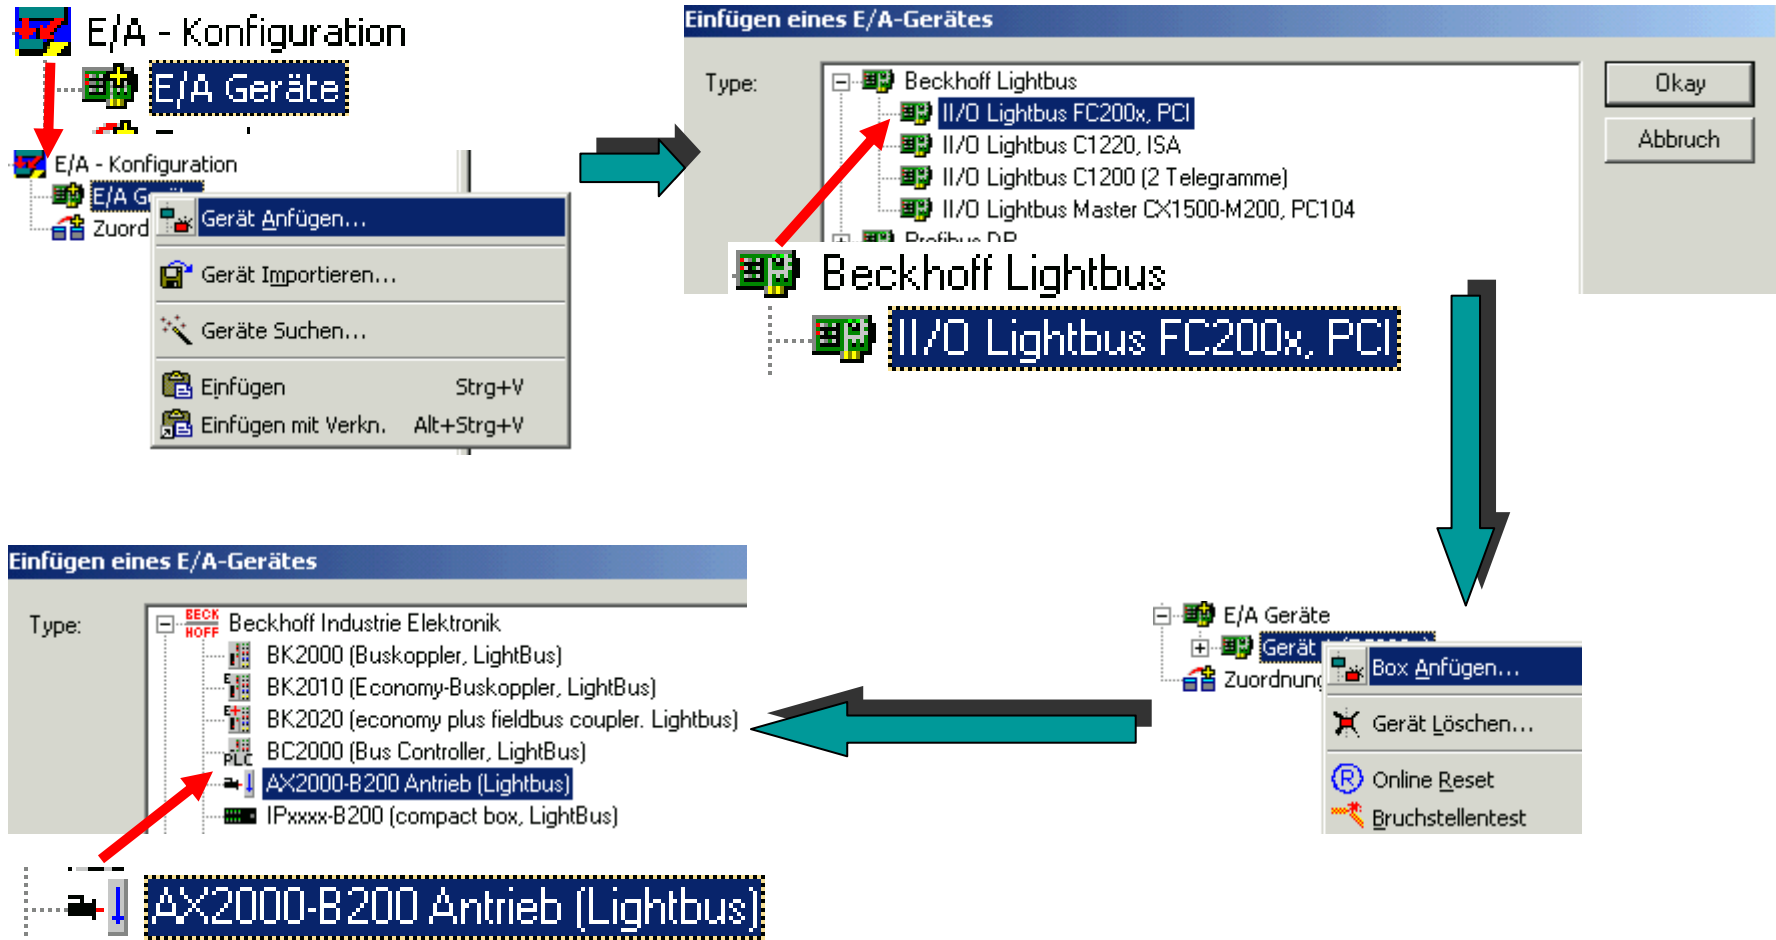 E/A - Konfiguration
E/A Geräte
E/A - Konfiguration
E/A G
Zuord
Gerät Anfügen...
Gerät Importieren...
Geräte Suchen...
Einfügen Strg+V
Einfügen mit Verkn. Alt+Strg+V
Einfügen eines E/A-Gerätes
Type:
Beckhoff Lightbus
II/O Lightbus FC200x, PCI
II/O Lightbus C1220, ISA
II/O Lightbus C1200 (2 Telegramme)
II/O Lightbus Master CX1500-M200, PC104
Profibus DP
Okay
Abbruch
Beckhoff Lightbus
II/O Lightbus FC200x, PCI
E/A Geräte
Gerät
Zuordnung
Box Anfügen...
Gerät Löschen...
Online Reset
Bruchstellentest
Einfügen eines E/A-Gerätes
Type:
BECK
HOFF
Beckhoff Industrie Elektronik
BK2000 (Buskoppler, LightBus)
BK2010 (Economy-Buskoppler, LightBus)
BK2020 (economy plus fieldbus coupler. Lightbus)
BC2000 (Bus Controller, LightBus)
PLC
AX2000-B200 Antrieb (Lightbus)
IPxxxx-B200 (compact box, LightBus)
AX2000-B200 Antrieb (Lightbus)